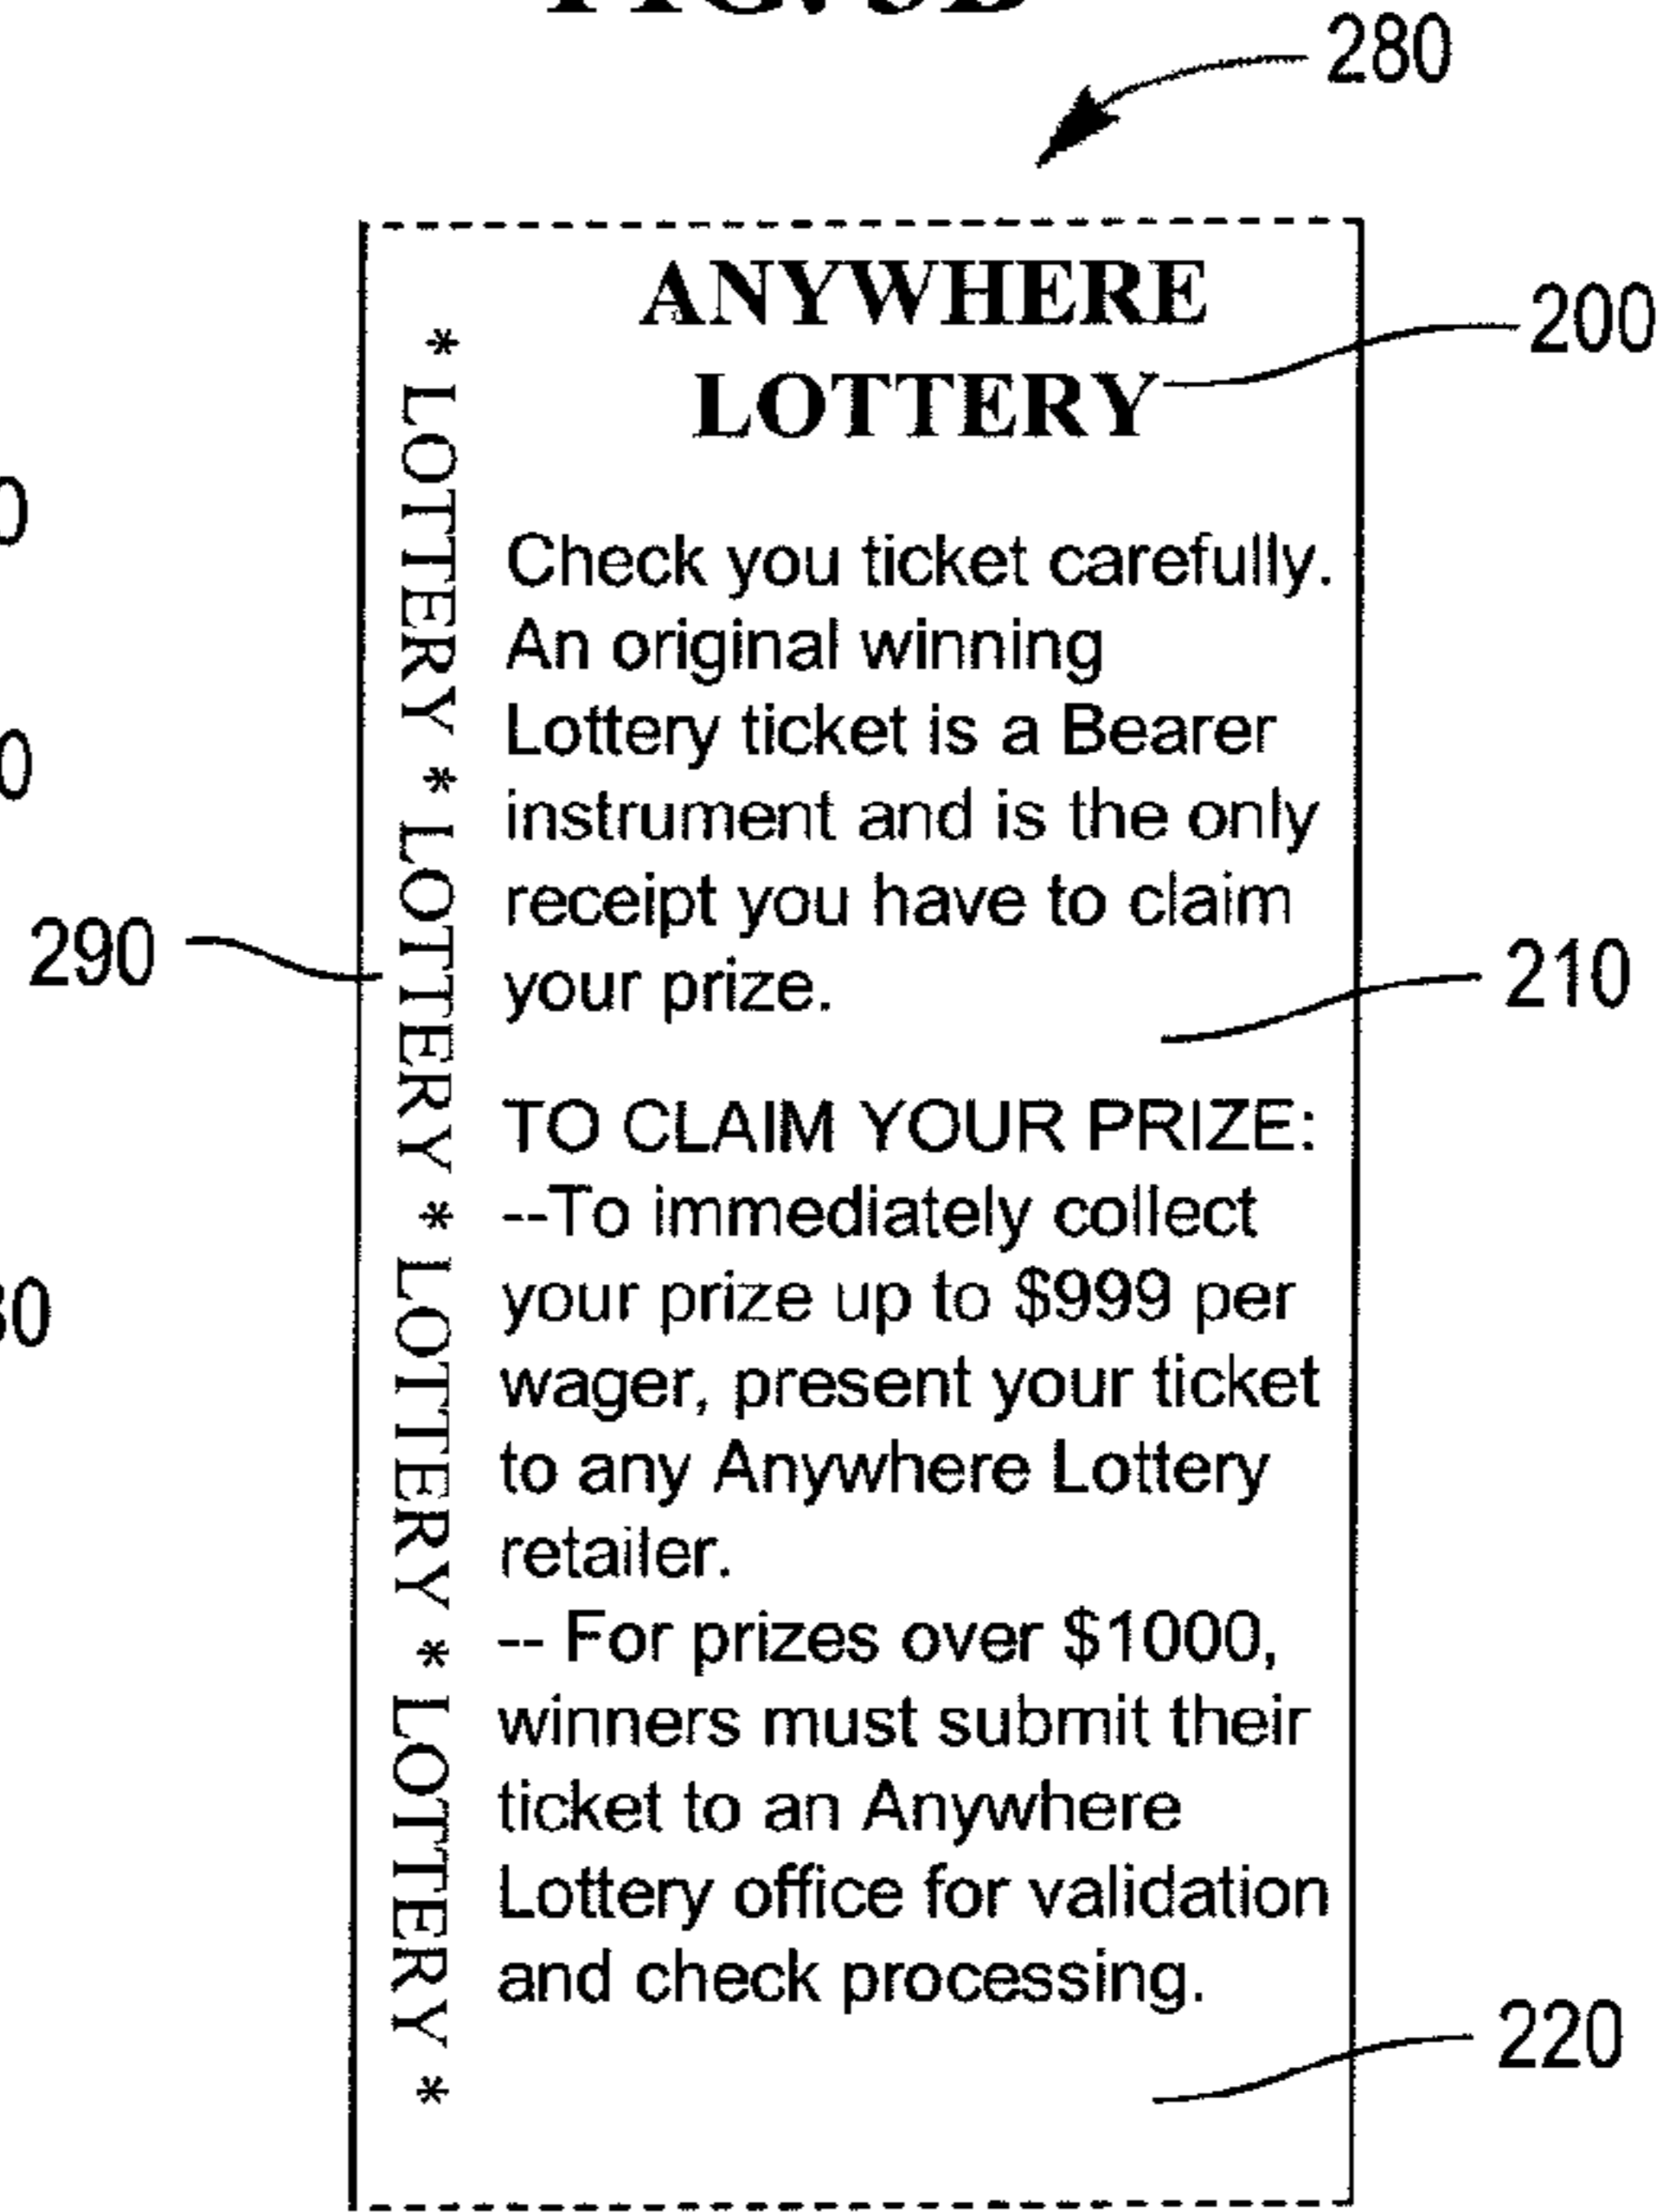 280
ANYWHERE
LOTTERY
200
* LOTTERY * LOTTERY * LOTTERY * LOTTERY *
Check you ticket carefully.
An original winning
Lottery ticket is a Bearer
instrument and is the only
receipt you have to claim
your prize.
290
210
TO CLAIM YOUR PRIZE:
--To immediately collect
your prize up to $999 per
wager, present your ticket
to any Anywhere Lottery
retailer.
-- For prizes over $1000,
winners must submit their
ticket to an Anywhere
Lottery office for validation
and check processing.
220